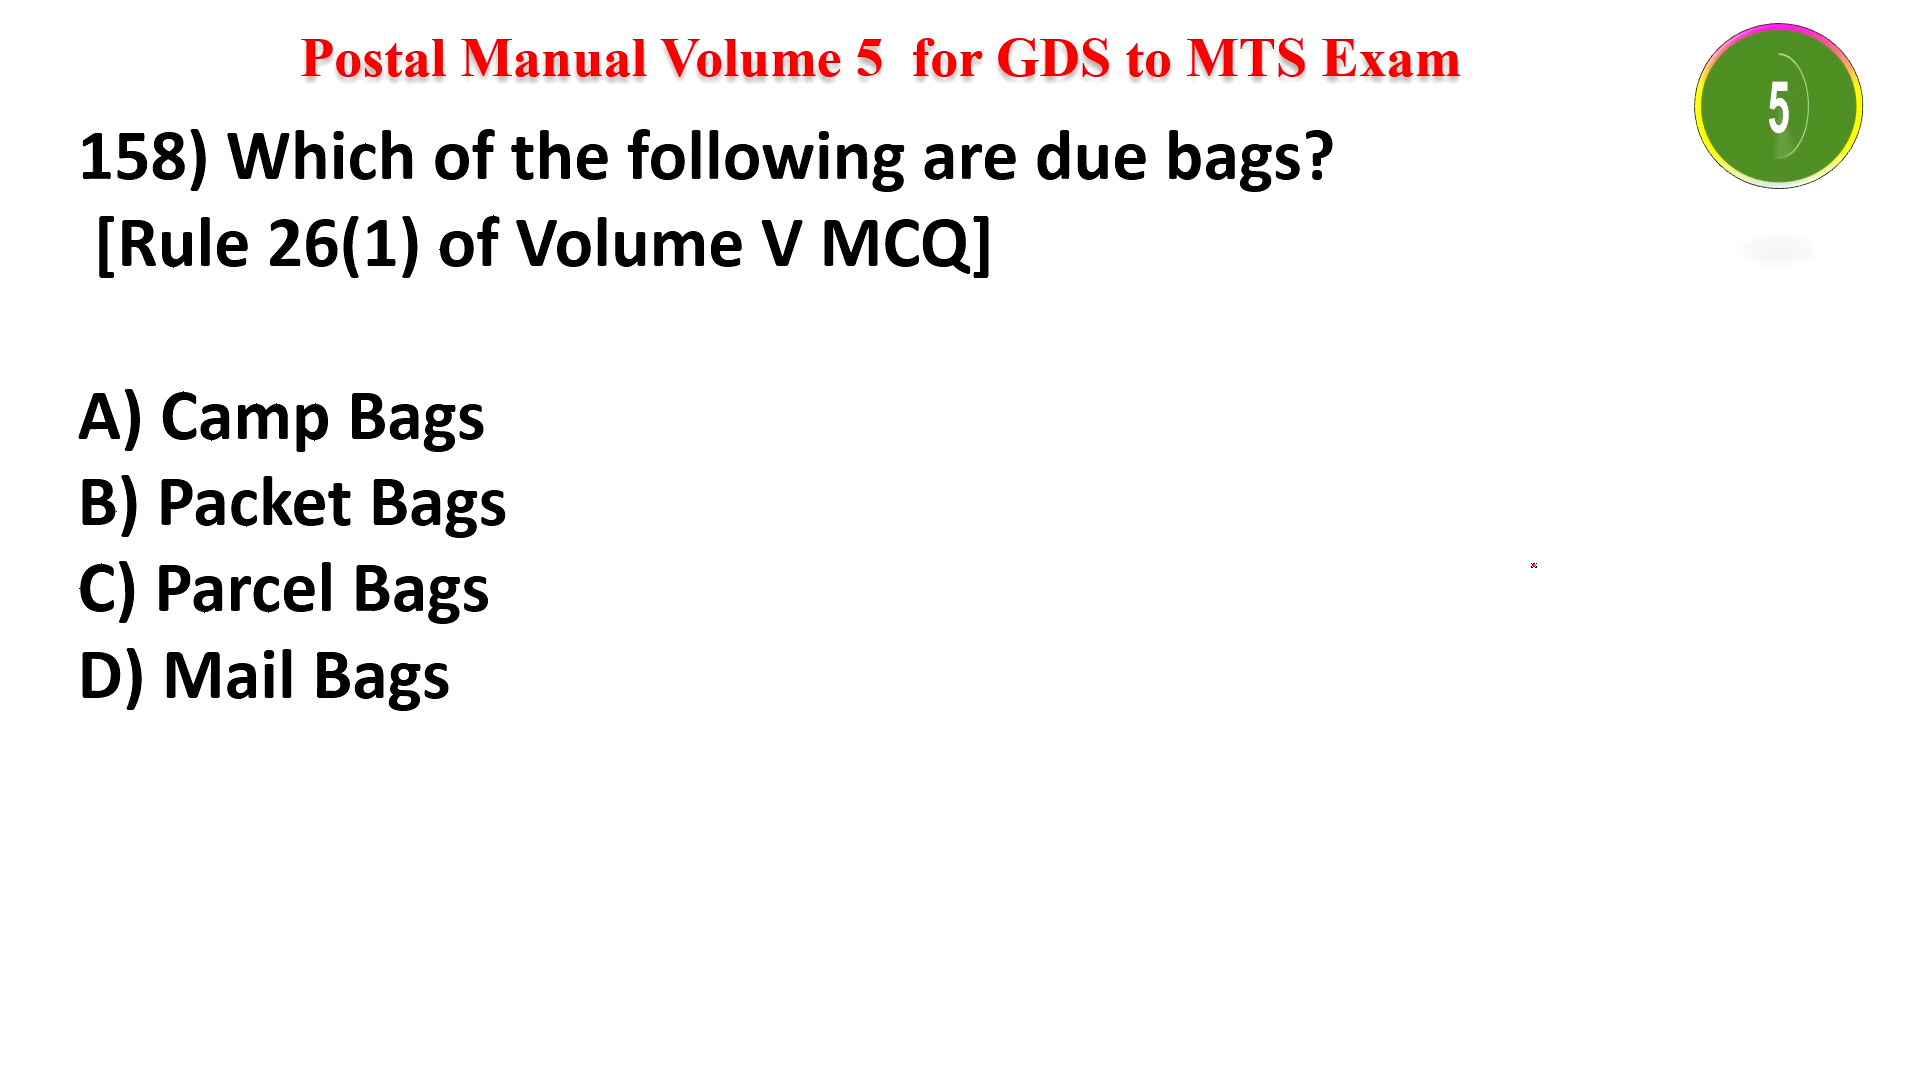 Postal Manual Volume 5 for GDS to MTS Exam
5
158) Which of the following are due bags?
[Rule 26(1) of Volume V MCQ]
A) Camp Bags
B) Packet Bags
C) Parcel Bags
D) Mail Bags